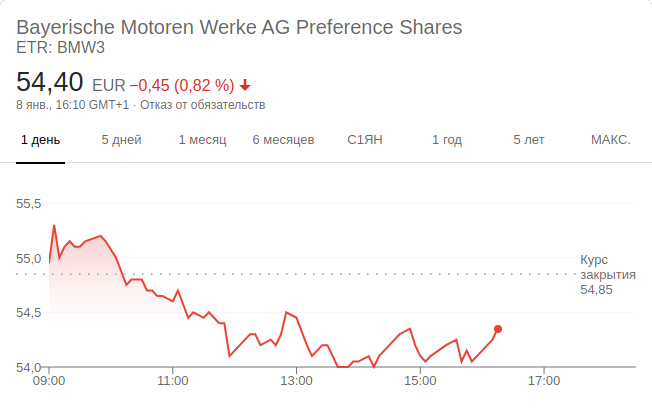 Bayerische Motoren Werke AG Preference Shares
ETR: BMW3
54,40 EUR −0,45 (0,82 %)
8 янв., 16:10 GMT+1 · Отказ от обязательств
1 день 5 дней 1 месяц 6 месяцев С1ЯН 1 год 5 лет МАКС.
55,5
55,0
Курс
закрытия
54,85
54,5
54,0
09:00 11:00 13:00 15:00 17:00